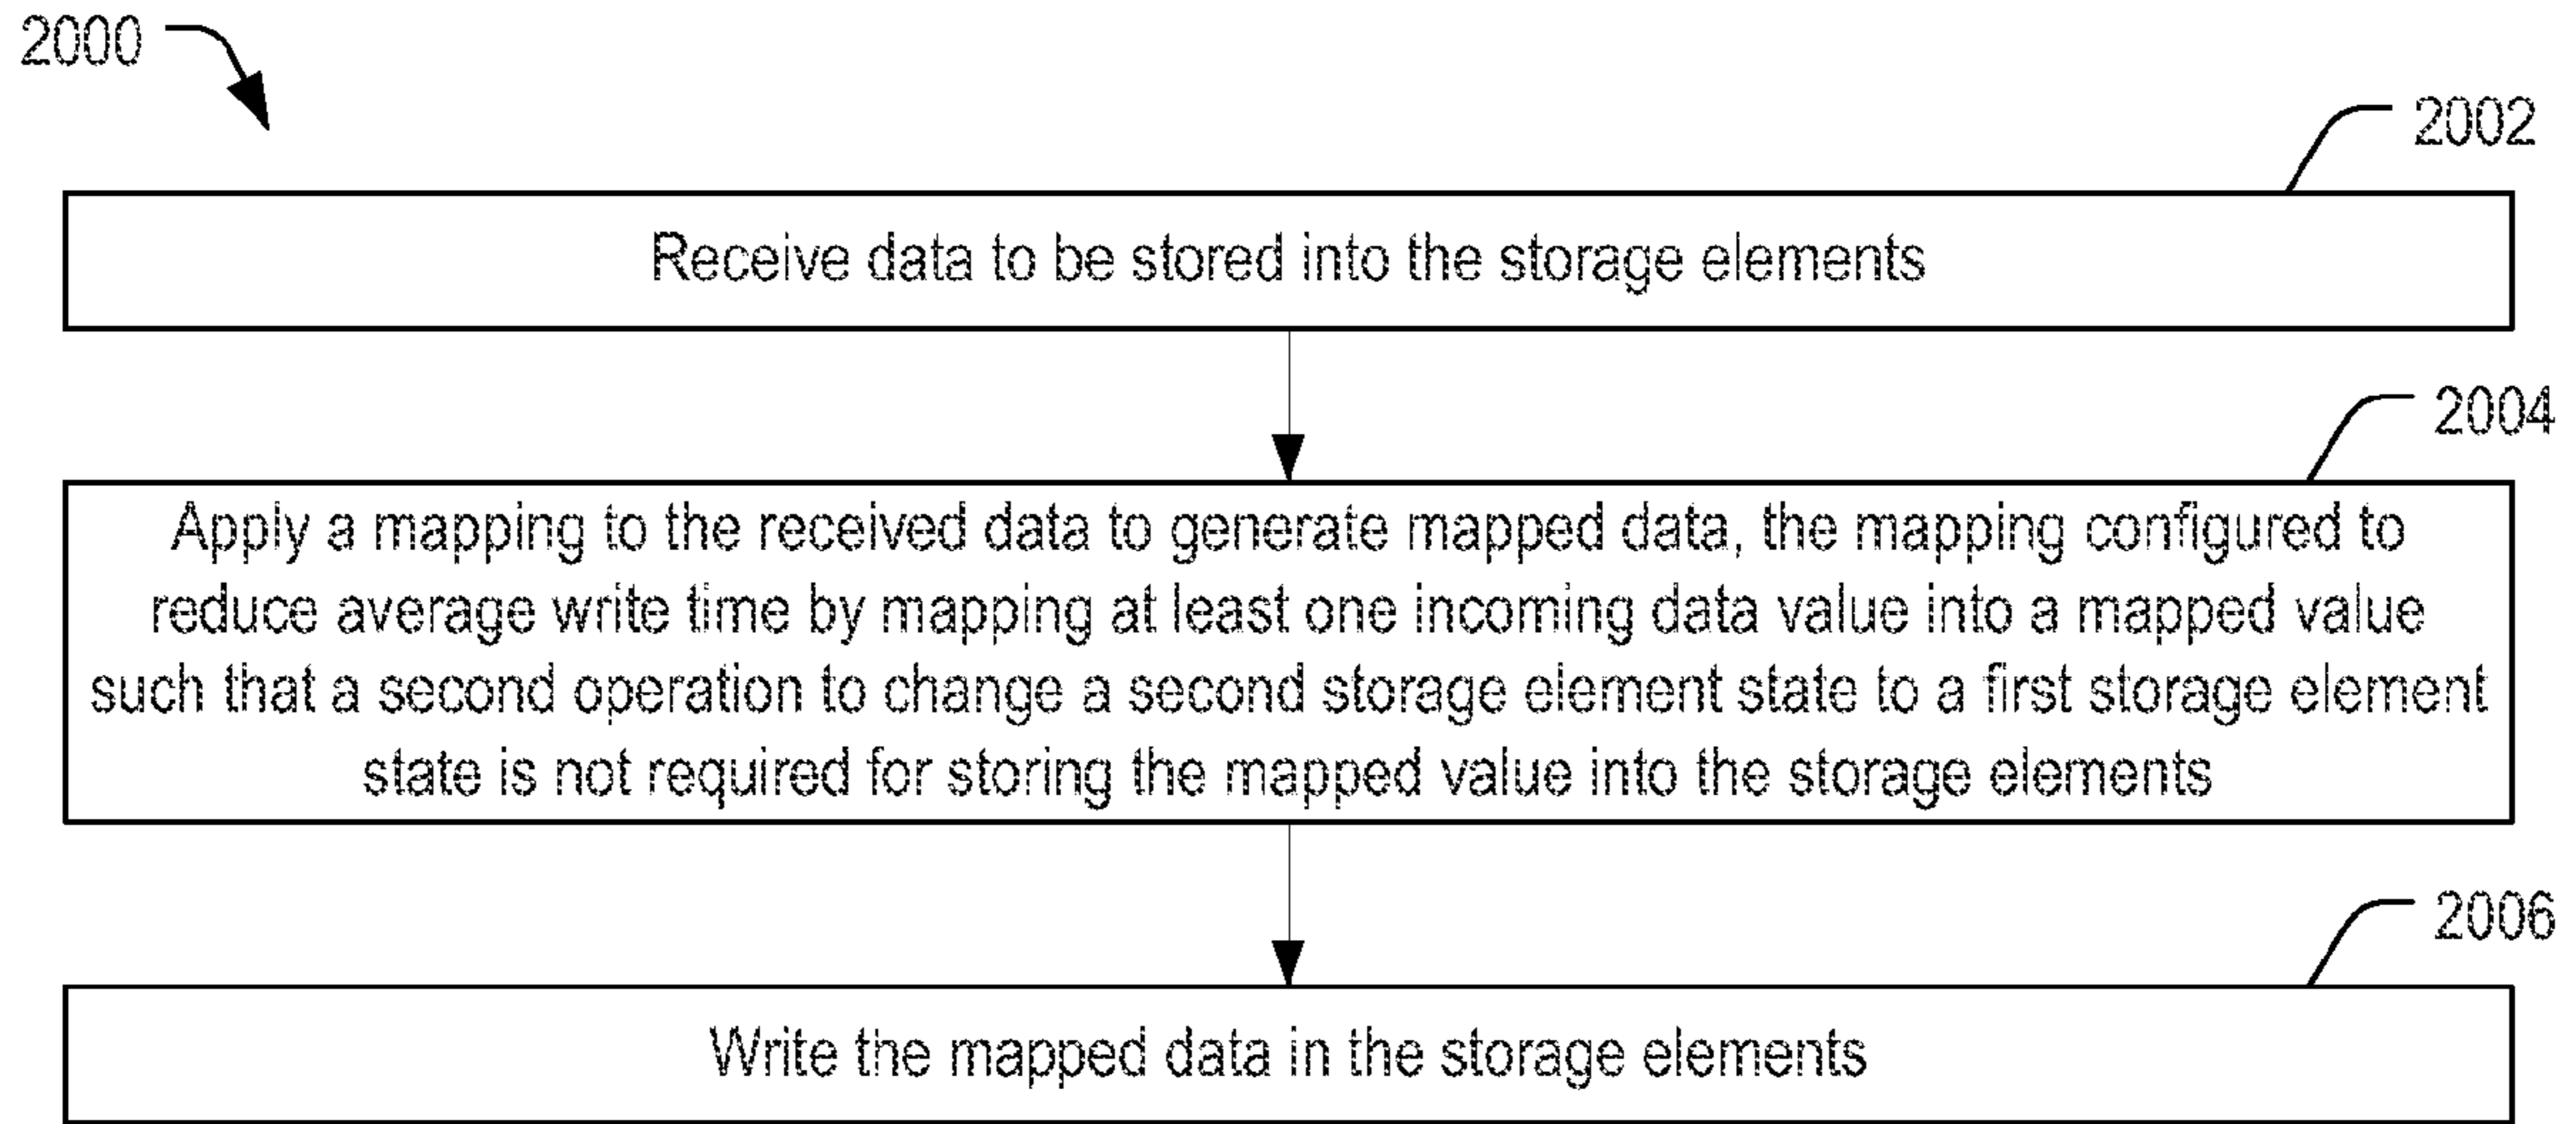 2000
2002
Receive data to be stored into the storage elements
2004
Apply a mapping to the received data to generate mapped data, the mapping configured to
reduce average write time by mapping at least one incoming data value into a mapped value
such that a second operation to change a second storage element state to a first storage element
state is not required for storing the mapped value into the storage elements
2006
Write the mapped data in the storage elements